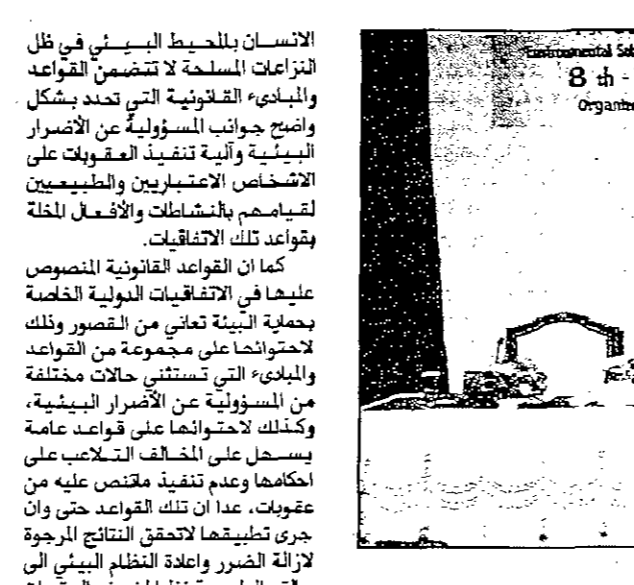 الانسان بالمحيط البيئي في ظل
النزاعات المسلحة لا تتضمن القواعد
والمبادىء القانونية التي تحدد بشكل
واضح جوانب المسؤولية عن الأضرار
البيئية وآلية تنفيذ العقوبات على
الاشخاص الاعتباريين والطبيعيين
لقيامهم بالنشاطات والافعال المخلة
بقواعد تلك الاتفاقيات.
كما ان القواعد القانونية المنصوص
عليها في الاتفاقيات الدولية الخاصة
بحماية البيئة تعاني من القصور وذلك
لاحتوائها على مجموعة من القواعد
والمبادىء التي تستثني حالات مختلفة
من المسؤولية عن الأضرار البيئية،
وكذلك لاحتوائها على قواعد عامة
يسهل على المخالف التلاعب على
احكامها وعدم تنفيذ ماتنص عليه من
عقوبات، عدا ان تلك القواعد حتى وان
جرى تطبيقها لاتحقق النتائج المرجوة
لازالة الضرر واعادة النظام البيئي الى
Environmental
8 th -